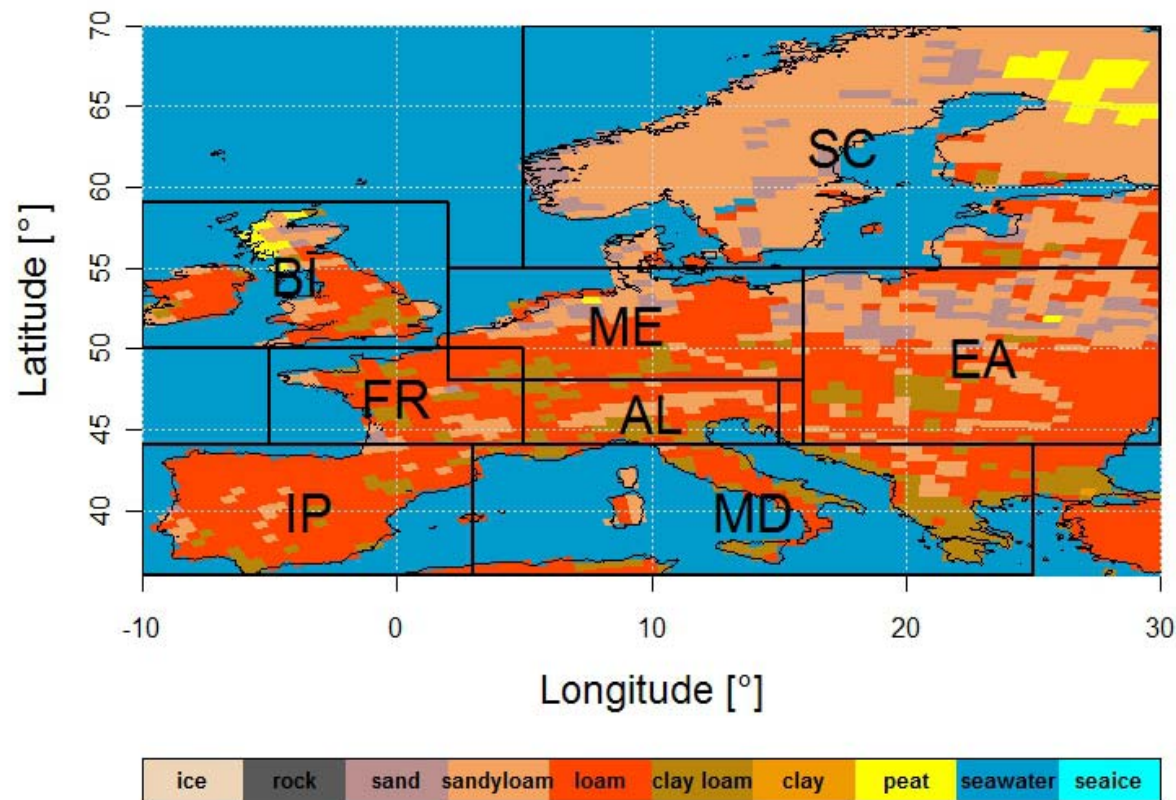 70
65
60
55
50
45
40
Latitude [°]
SC
BI
ME
EA
FR
AL
IP
MD
-10 0 10 20 30
Longitude [°]
ice rock sand sandyloam loam clay loam clay peat seawater seaice